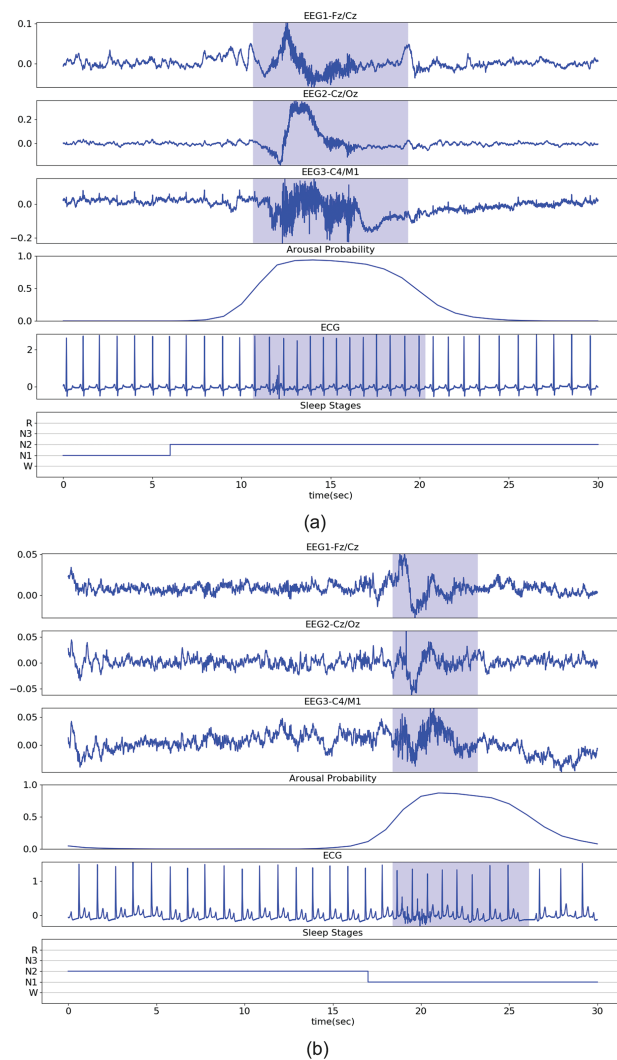 EEG1-Fz/Cz
0.1
0.0
EEG2-Cz/Oz
0.2
0.0
EEG3-C4/M1
0.0
−0.2
Arousal Probability
1.0
0.5
0.0
ECG
2
0
Sleep Stages
R
N3
N2
N1
W
0 5 10 15 20 25 30
time(sec)
(a)
EEG1-Fz/Cz
0.05
0.00
EEG2-Cz/Oz
0.05
0.00
−0.05
EEG3-C4/M1
0.05
0.00
Arousal Probability
1.0
0.5
0.0
ECG
1
0
Sleep Stages
R
N3
N2
N1
W
0 5 10 15 20 25 30
time(sec)
(b)